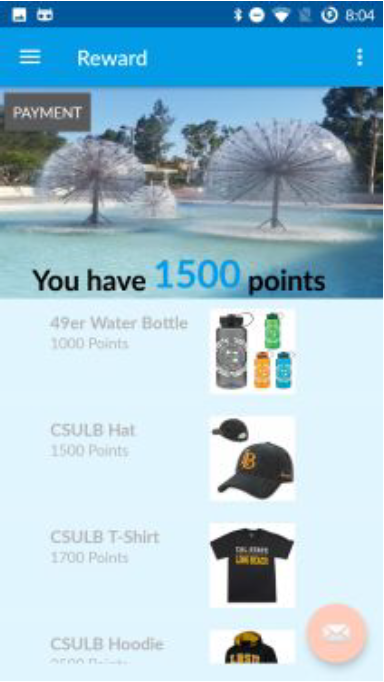 8:04
Reward
PAYMENT
You have 1500 points
49er Water Bottle
1000 Points
CSULB Hat
1500 Points
CSULB T-Shirt
1700 Points
CAL STATE
LONG BEACH
CSULB Hoodie